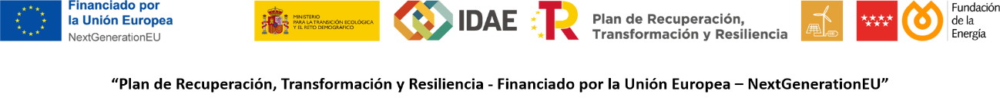 Financiado por
la Unión Europea
NextGenerationEU
MINISTERIO
PARA LA TRANSICIÓN ECOLÓGICA
Y EL RETO DEMOGRÁFICO
IDAE
Plan de Recuperación,
Transformación y Resiliencia
Fundación
de la
Energía
“Plan de Recuperación, Transformación y Resiliencia - Financiado por la Unión Europea – NextGenerationEU”